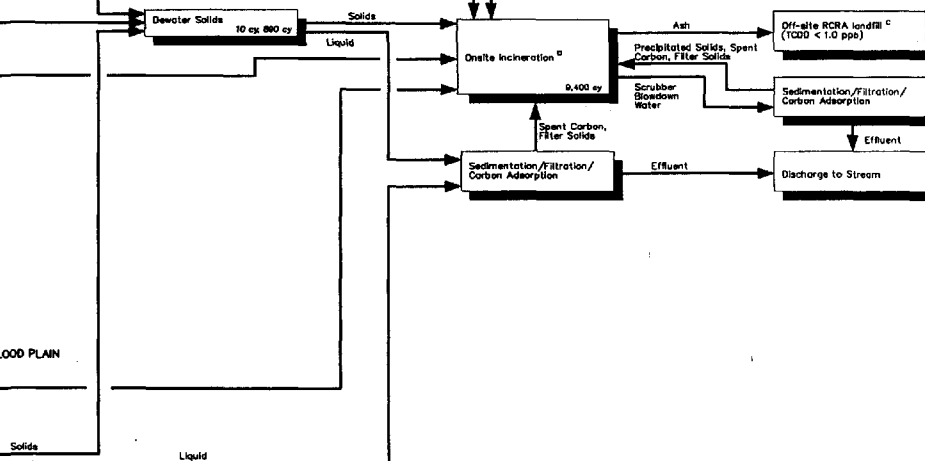 Dewater Solids
10 cy, 890 cy
Solids
Liquid
Onsite Incineration
9,400 cy
Ash
Precipitated Solids, Spent
Carbon, Filter Solids
Scrubber
Blowdown
Water
Off-site RCRA landfill c
(TCDD < 1.0 ppb)
Sedimentation/Filtration/
Carbon Adsorption
Effluent
Spent Carbon,
Filter Solids
Sedimentation/Filtration/
Carbon Adsorption
Effluent
Discharge to Stream
LOOD PLAIN
Solids
Liquid